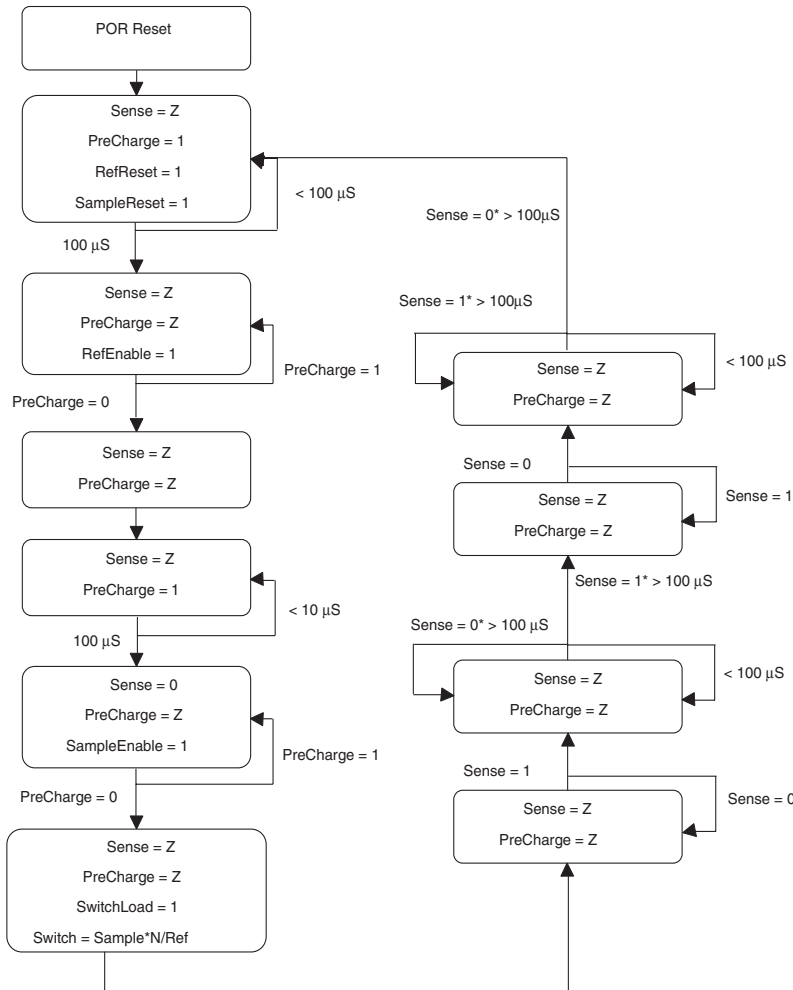 POR Reset
Sense = Z
PreCharge = 1
RefReset = 1
SampleReset = 1
< 100 μS
100 μS
Sense = Z
PreCharge = Z
RefEnable = 1
PreCharge = 1
PreCharge = 0
Sense = Z
PreCharge = Z
Sense = Z
PreCharge = 1
< 10 μS
100 μS
Sense = 0
PreCharge = Z
SampleEnable = 1
PreCharge = 1
PreCharge = 0
Sense = Z
PreCharge = Z
SwitchLoad = 1
Switch = Sample*N/Ref
Sense = 0* > 100μS
Sense = 1* > 100μS
Sense = Z
PreCharge = Z
< 100 μS
Sense = 0
Sense = Z
PreCharge = Z
Sense = 1
Sense = 1* > 100 μS
Sense = 0* > 100 μS
Sense = Z
PreCharge = Z
< 100 μS
Sense = 1
Sense = Z
PreCharge = Z
Sense = 0